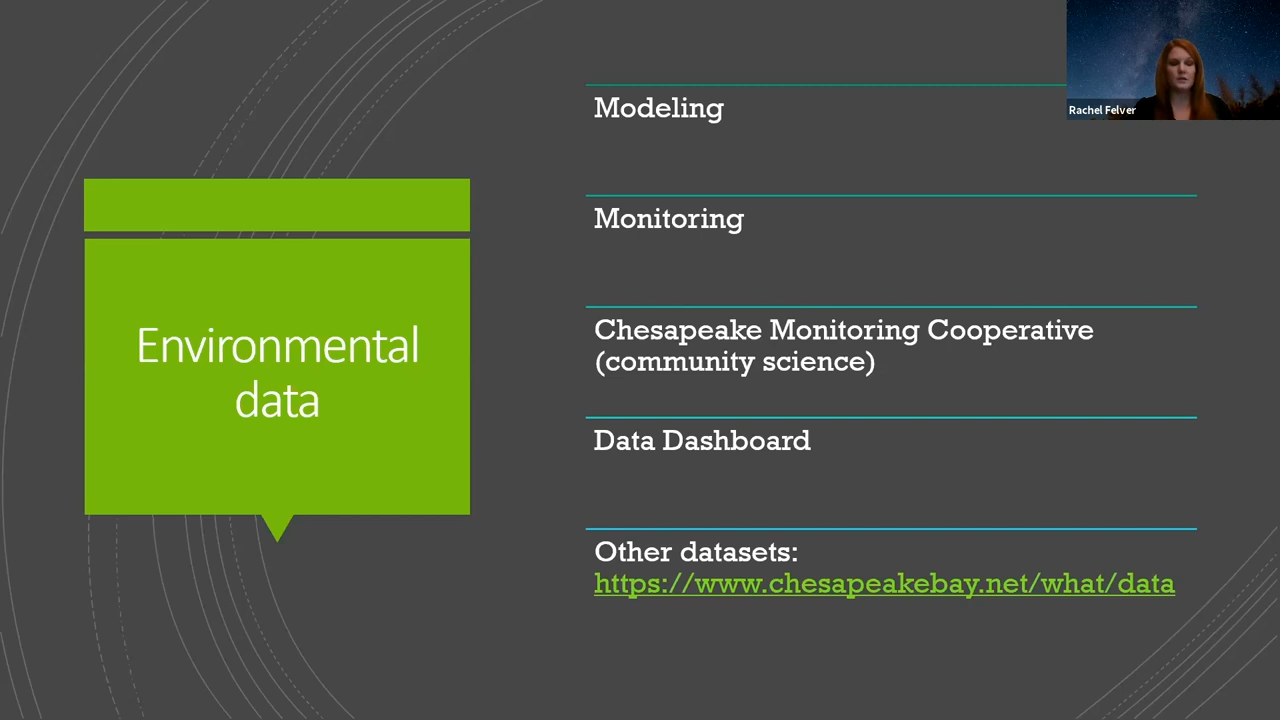 Environmental
data
Modeling
Monitoring
Chesapeake Monitoring Cooperative
(community science)
Data Dashboard
Other datasets:
https://www.chesapeakebay.net/what/data
Rachel Felver